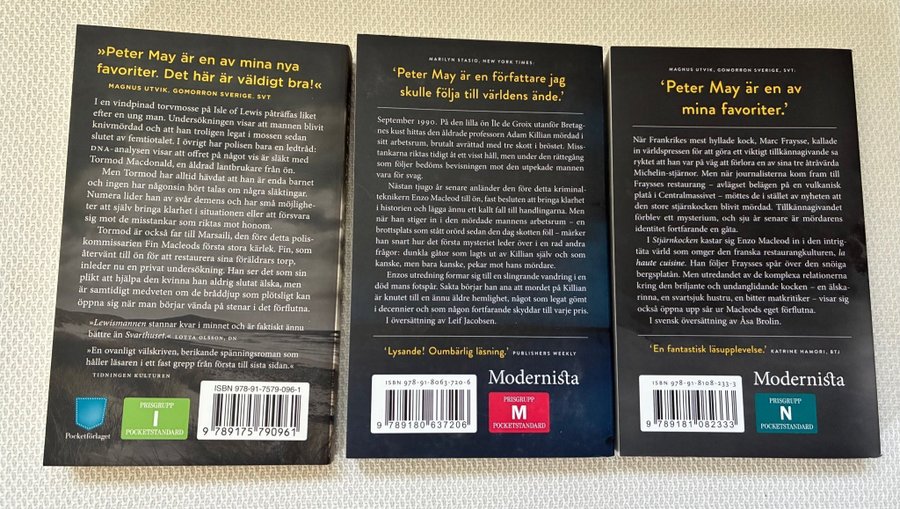 »Peter May är en av mina nya
favoriter. Det här är väldigt bra!«
MAGNUS UTVIK, GOMORRON SVERIGE, SVT
I en vindpinad torvmosse på Isle of Lewis påträffas liket
efter en ung man. Undersökningen visar att mannen blivit
knivmördad och att han troligen legat i mossen sedan
slutet av femtiotalet. I övrigt har polisen bara en ledtråd:
DNA-analysen visar att offret på något vis är släkt med
Tormod Macdonald, en åldrad lantbrukare från ön.
Men Tormod har alltid hävdat att han är enda barnet
och ingen har någonsin hört talas om några släktingar.
Numera lider han av svår demens och har små möjlighe-
ter att själv bringa klarhet i situationen eller att försvara
sig mot de misstankar som riktas mot honom.
Tormod är också far till Marsaili, den före detta polis-
kommissarien Fin Macleods första stora kärlek. Fin, som
återvänt till ön för att restaurera sina föräldrars torp,
inleder nu en privat undersökning. Han ser det som sin
plikt att hjälpa den kvinna han aldrig slutat älska, men
är samtidigt medveten om de bråddjup som plötsligt kan
öppna sig när man börjar vända på stenar i det förflutna.
»Lewismannen stannar kvar i minnet och är faktiskt ännu
bättre än Svarthuset.« LOTTA OLSSON, DN
»En ovanligt välskriven, berikande spänningsroman som
håller läsaren i ett fast grepp från första till sista sidan.«
TIDNINGEN KULTUREN
Pocketförlaget
PRISGRUPP
I
POCKETSTANDARD
ISBN 978-91-7579-096-1
9 789175 790961
MARILYN STASIO, NEW YORK TIMES:
‘Peter May är en författare jag
skulle följa till världens ände.’
September 1990. På den lilla ön Île de Groix utanför Bretag-
nes kust hittas den åldrade professorn Adam Killian mördad i
sitt arbetsrum, brutalt avrättad med tre skott i bröstet. Miss-
tankarna riktas tidigt åt ett visst håll, men under den rättegång
som följer bedöms bevisningen mot den utpekade mannen
vara för svag.
Nästan tjugo år senare anländer den före detta kriminal-
teknikern Enzo Macleod till ön, fast besluten att bringa klarhet
i historien och lägga ännu ett kallt fall till handlingarna. Men
när han stiger in i den mördade mannens arbetsrum – en
brottsplats som stått orörd sedan den dag skotten föll – märker
han snart hur det första mysteriet leder över i en rad andra
frågor: dunkla gåtor som lagts ut av Killian själv och som
kanske, men bara kanske, pekar mot hans mördare.
Enzos utredning formar sig till en slingrande vandring i en
död mans fotspår. Sakta börjar han ana att mordet på Killian
är knutet till en ännu äldre hemlighet, något som legat gömt
i decennier och som någon fortfarande skyddar till varje pris.
I översättning av Leif Jacobsen.
‘Lysande! Oumbärlig läsning.’ PUBLISHERS WEEKLY
ISBN 978-91-8063-720-6
9 789180 637206
Modernista
PRISGRUPP
M
POCKETSTANDARD
MAGNUS UTVIK, GOMORRON SVERIGE, SVT:
‘Peter May är en av
mina favoriter.’
När Frankrikes mest hyllade kock, Marc Fraysse, kallade
in världspressen för att göra ett viktigt tillkännagivande sa
ryktet att han var på väg att förlora en av sina tre åtråvärda
Michelin-stjärnor. Men när journalisterna kom fram till
Fraysses restaurang – avlägset belägen på en vulkanisk
platå i Centralmassivet – möttes de i stället av nyheten att
den store stjärnkocken blivit mördad. Tillkännagivandet
förblev ett mysterium, och sju år senare är mördarens
identitet fortfarande en gåta.
I Stjärnkocken kastar sig Enzo Macleod in i den intrig-
täta värld som omger den franska restaurangkulturen, la
haute cuisine. Han följer Fraysses spår över den snöiga
bergsplatån. Men utredandet av de komplexa relationerna
kring den briljante och undanglidande kocken – en älska-
rinna, en svartsjuk hustru, en bitter matkritiker – visar sig
också öppna upp sår ur Macleods eget förflutna.
I svensk översättning av Åsa Brolin.
‘En fantastisk läsupplevelse.’ KATRINE HAMORI, BTJ
ISBN 978-91-8108-233-3
9 789181 082333
Modernista
PRISGRUPP
N
POCKETSTANDARD